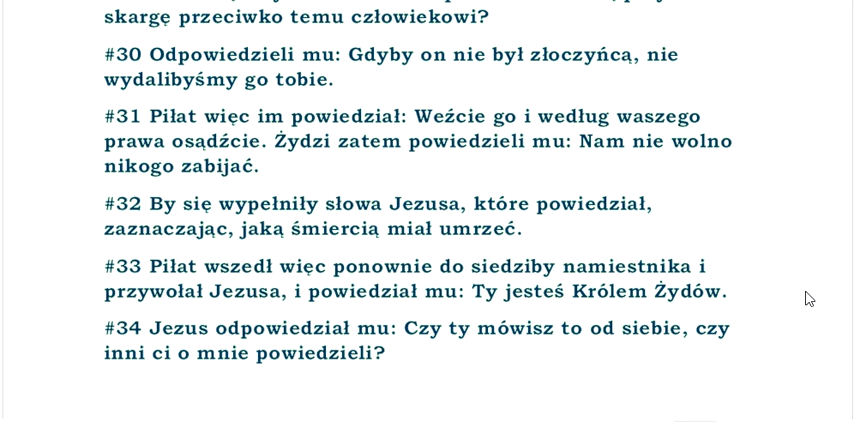 skargę przeciwko temu człowiekowi?
#30 Odpowiedzieli mu: Gdyby on nie był złoczyńcą, nie
wydalibyśmy go tobie.
#31 Piłat więc im powiedział: Weźcie go i według waszego
prawa osądźcie. Żydzi zatem powiedzieli mu: Nam nie wolno
nikogo zabijać.
#32 By się wypełniły słowa Jezusa, które powiedział,
zaznaczając, jaką śmiercią miał umrzeć.
#33 Piłat wszedł więc ponownie do siedziby namiestnika i
przywołał Jezusa, i powiedział mu: Ty jesteś Królem Żydów.
#34 Jezus odpowiedział mu: Czy ty mówisz to od siebie, czy
inni ci o mnie powiedzieli?